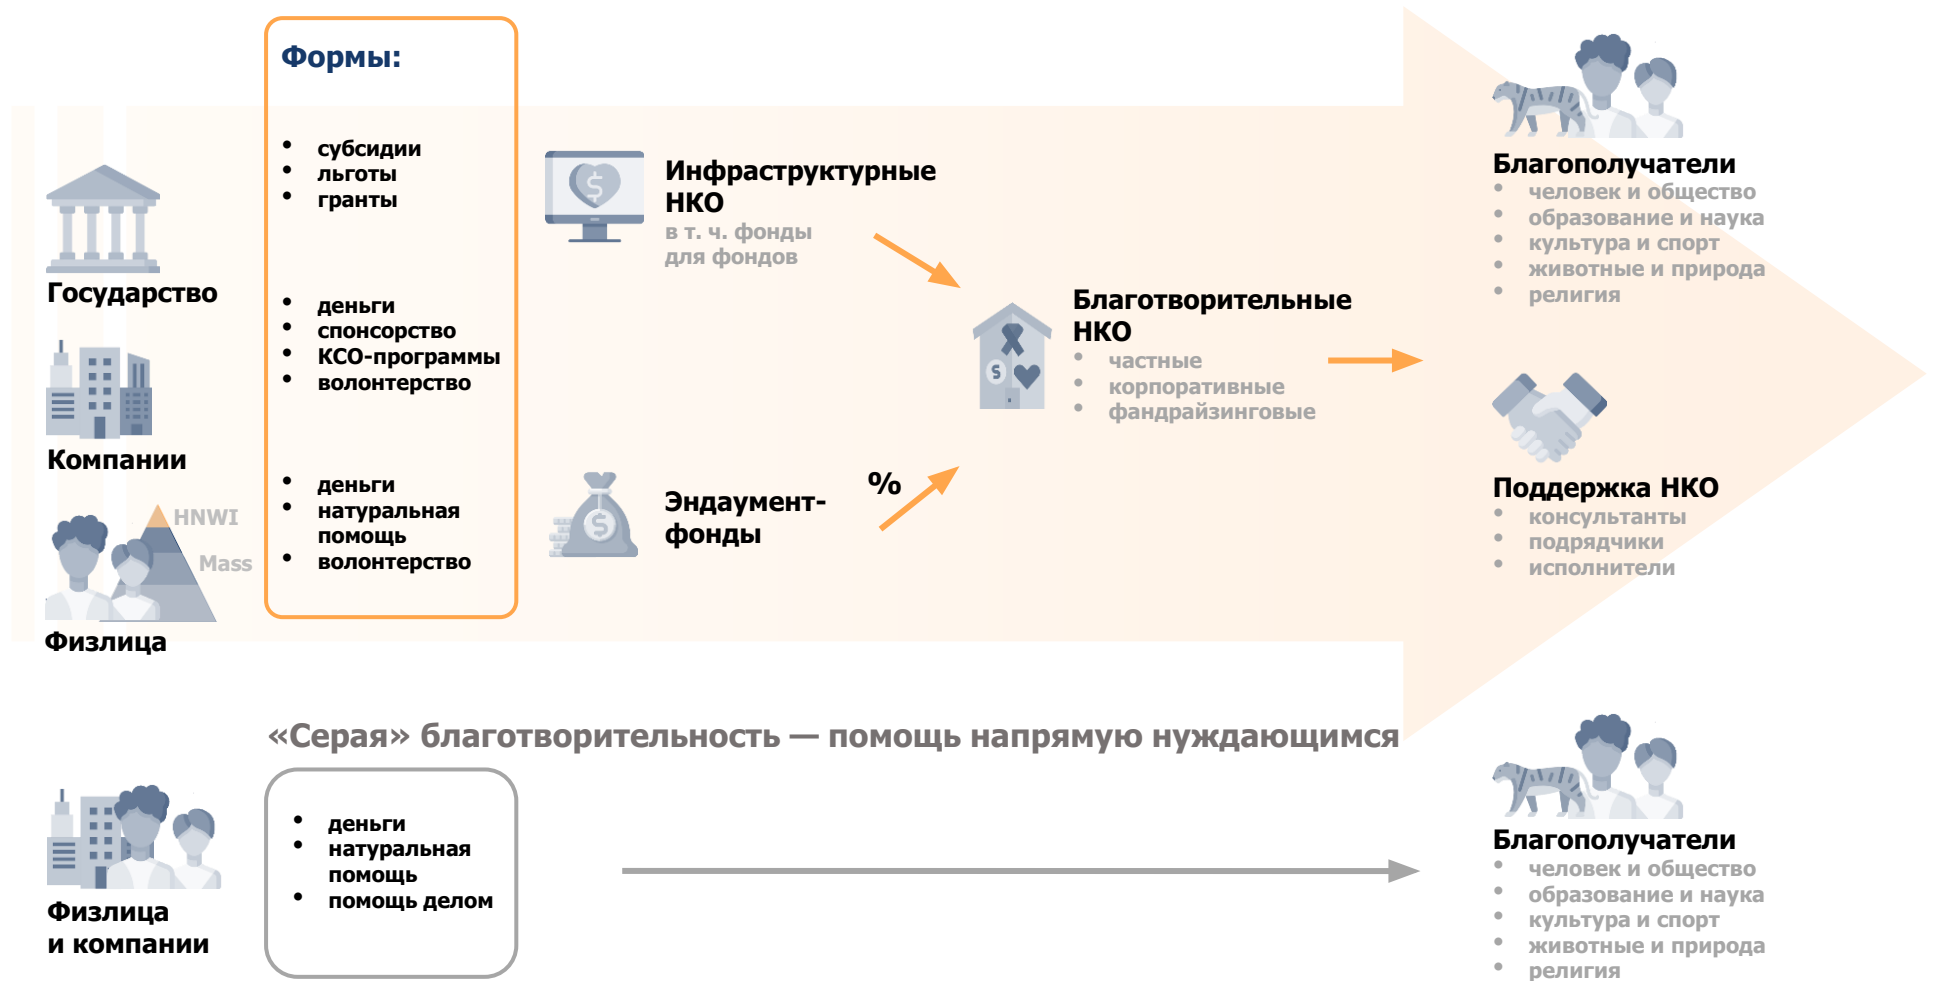 Формы:
• субсидии
• льготы
• гранты
Государство
• деньги
• спонсорство
• КСО-программы
• волонтерство
Компании
• деньги
• натуральная
помощь
• волонтерство
HNWI
Mass
Физлица
Инфраструктурные
НКО
в т. ч. фонды
для фондов
Эндаумент-
фонды
%
Благотворительные
НКО
• частные
• корпоративные
• фандрайзинговые
Благополучатели
• человек и общество
• образование и наука
• культура и спорт
• животные и природа
• религия
Поддержка НКО
• консультанты
• подрядчики
• исполнители
«Серая» благотворительность — помощь напрямую нуждающимся
Физлица
и компании
• деньги
• натуральная
помощь
• помощь делом
Благополучатели
• человек и общество
• образование и наука
• культура и спорт
• животные и природа
• религия